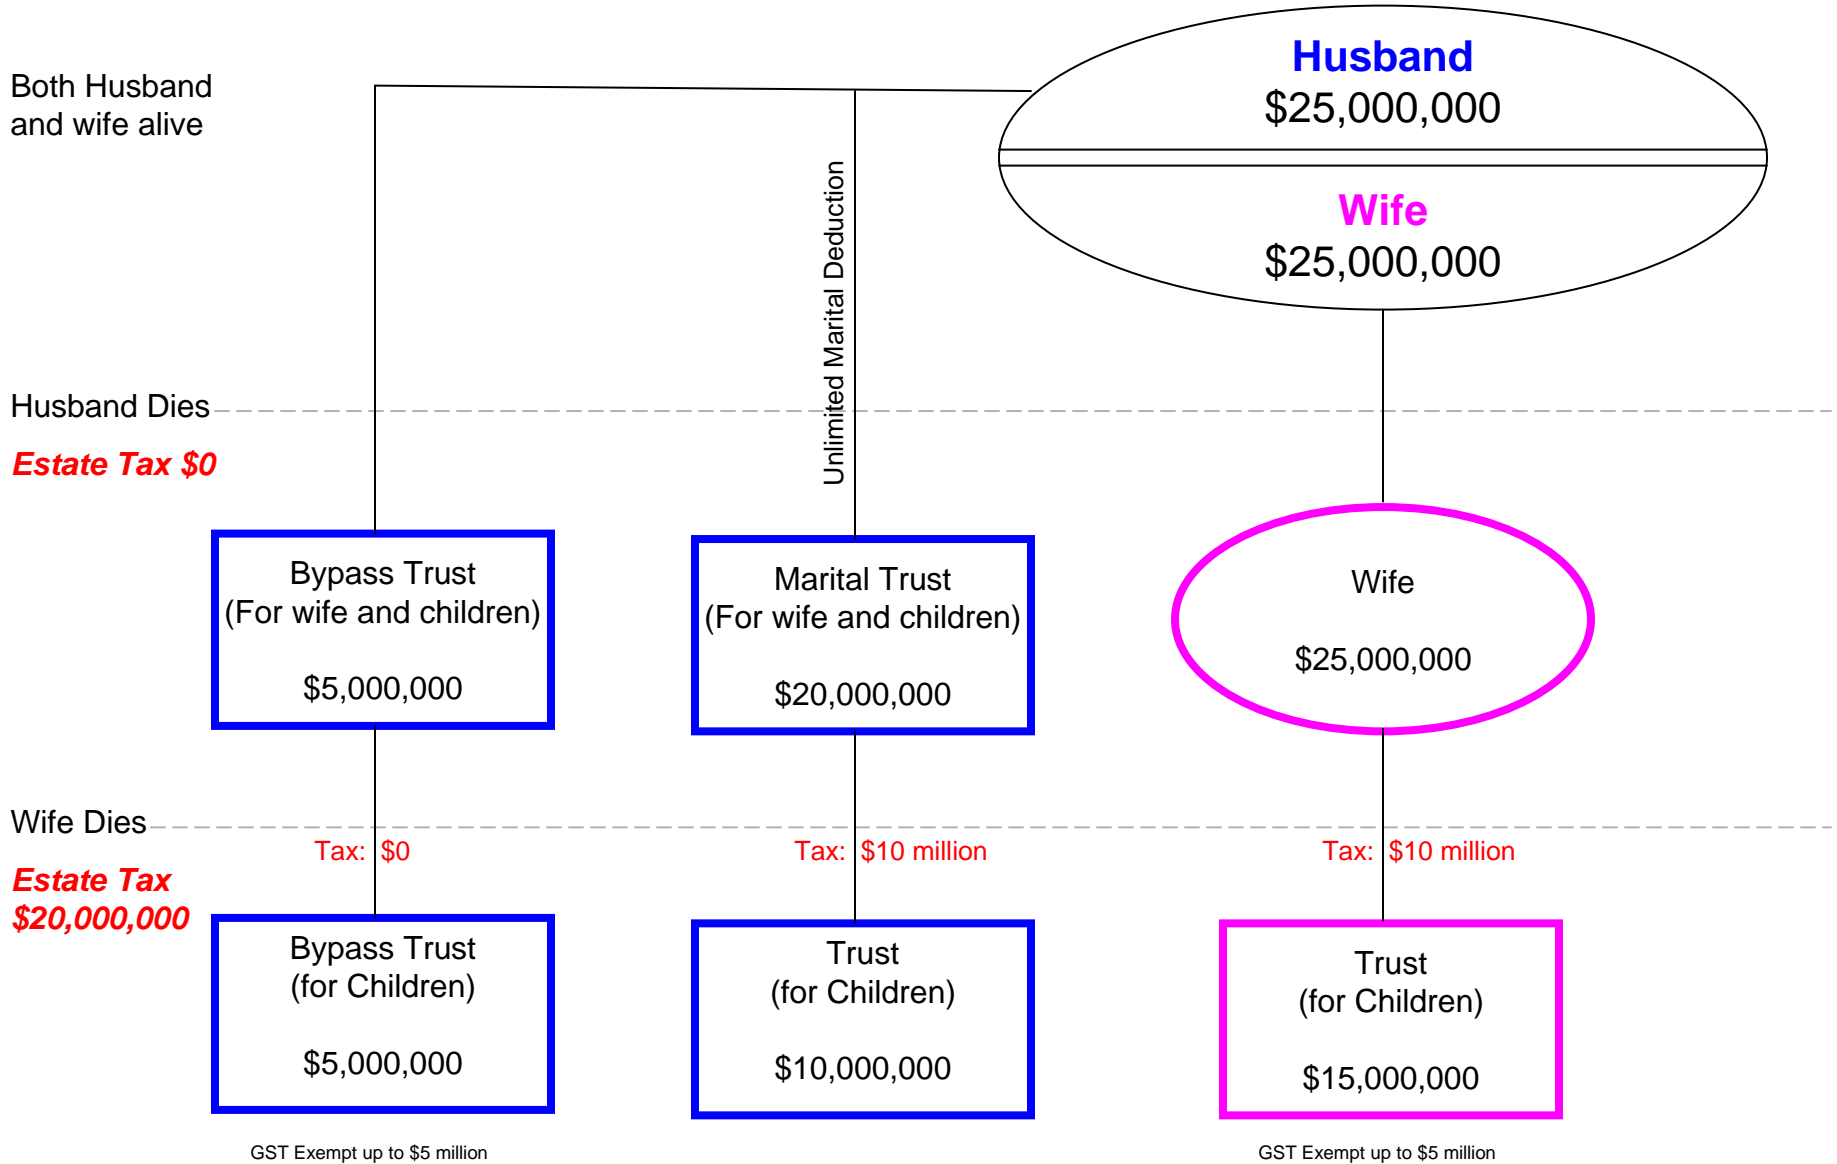 Both Husband
and wife alive
Husband
$25,000,000
Wife
$25,000,000
Unlimited Marital Deduction
Husband Dies
Estate Tax $0
Bypass Trust
(For wife and children)
$5,000,000
Marital Trust
(For wife and children)
$20,000,000
Wife
$25,000,000
Wife Dies
Estate Tax
$20,000,000
Tax: $0
Tax: $10 million
Tax: $10 million
Bypass Trust
(for Children)
$5,000,000
Trust
(for Children)
$10,000,000
Trust
(for Children)
$15,000,000
GST Exempt up to $5 million
GST Exempt up to $5 million